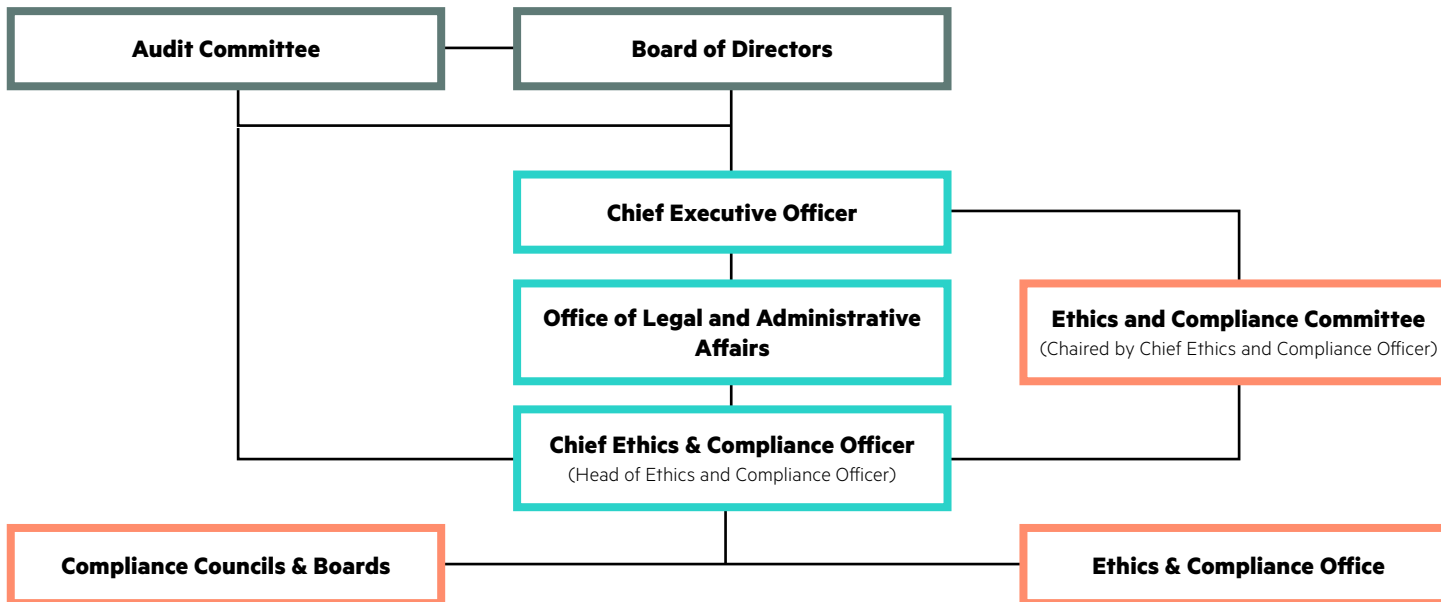 Audit Committee
Board of Directors
Chief Executive Officer
Office of Legal and Administrative
Affairs
Ethics and Compliance Committee
(Chaired by Chief Ethics and Compliance Officer)
Chief Ethics & Compliance Officer
(Head of Ethics and Compliance Officer)
Compliance Councils & Boards
Ethics & Compliance Office